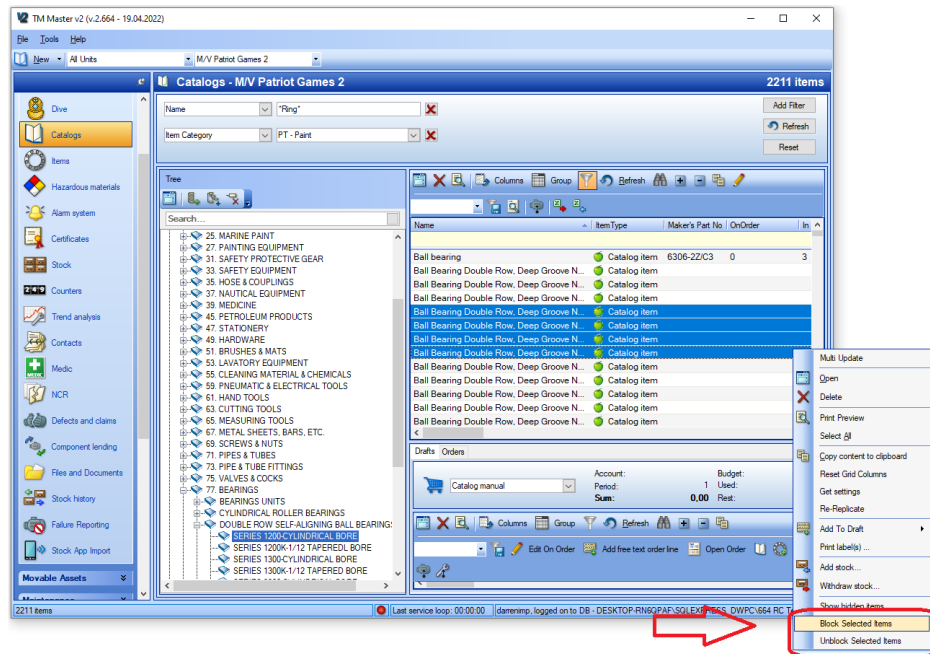 TM Master v2 (v.2.664 - 19.04.2022)
File Tools Help
New All Units M/V Patriot Games 2
Catalogs - M/V Patriot Games 2 2211 items
Dive
Catalogs
Items
Hazardous materials
Alarm system
Certificates
Stock
Counters
Trend analysis
Contacts
Medic
NCR
Defects and claims
Component lending
Files and Documents
Stock history
Failure Reporting
Stock App Import
Movable Assets
Name "Ring" Add Filter
Refresh
Item Category PT - Paint
Reset
Tree
Search...
25. MARINE PAINT
27. PAINTING EQUIPMENT
31. SAFETY PROTECTIVE GEAR
33. SAFETY EQUIPMENT
35. HOSE & COUPLINGS
37. NAUTICAL EQUIPMENT
39. MEDICINE
45. PETROLEUM PRODUCTS
47. STATIONERY
49. HARDWARE
51. BRUSHES & MATS
53. LAVATORY EQUIPMENT
55. CLEANING MATERIAL & CHEMICALS
59. PNEUMATIC & ELECTRICAL TOOLS
61. HAND TOOLS
63. CUTTING TOOLS
65. MEASURING TOOLS
67. METAL SHEETS, BARS, ETC.
69. SCREWS & NUTS
71. PIPES & TUBES
73. PIPE & TUBE FITTINGS
75. VALVES & COCKS
77. BEARINGS
BEARINGS UNITS
CYLINDRICAL ROLLER BEARINGS
DOUBLE ROW SELF-ALIGNING BALL BEARING:
SERIES 1200-CYLINDRICAL BORE
SERIES 1200K-1/12 TAPEREDL BORE
SERIES 1300-CYLINDRICAL BORE
SERIES 1300K-1/12 TAPERED BORE
Columns Group Refresh
Name ItemType Maker's Part No OnOrder In
Ball bearing Catalog item 6306-2Z/C3 0 3
Ball Bearing Double Row, Deep Groove N... Catalog item
Ball Bearing Double Row, Deep Groove N... Catalog item
Ball Bearing Double Row, Deep Groove N... Catalog item
Ball Bearing Double Row, Deep Groove N... Catalog item
Ball Bearing Double Row, Deep Groove N... Catalog item
Ball Bearing Double Row, Deep Groove N... Catalog item
Ball Bearing Double Row, Deep Groove N... Catalog item
Ball Bearing Double Row, Deep Groove N... Catalog item
Ball Bearing Double Row, Deep Groove N... Catalog item
Ball Bearing Double Row, Deep Groove N... Catalog item
Ball Bearing Double Row, Deep Groove N... Catalog item
Ball Bearing Double Row, Deep Groove N... Catalog item
Drafts Orders
Catalog manual
Account: Budget:
Period: 1 Used:
Sum: 0,00 Rest:
Columns Group Refresh
Edit On Order Add free text order line Open Order
Multi Update
Open
Delete
Print Preview
Select All
Copy content to clipboard
Reset Grid Columns
Get settings
Re-Replicate
Add To Draft
Print label(s) ...
Add stock...
Withdraw stock...
Show hidden items
Block Selected Items
Unblock Selected Items
2211 items Last service loop: 00:00:00 darrenimp, logged on to DB - DESKTOP-RN6QPAF\SQLEXPRESS_DWPC\664 RC